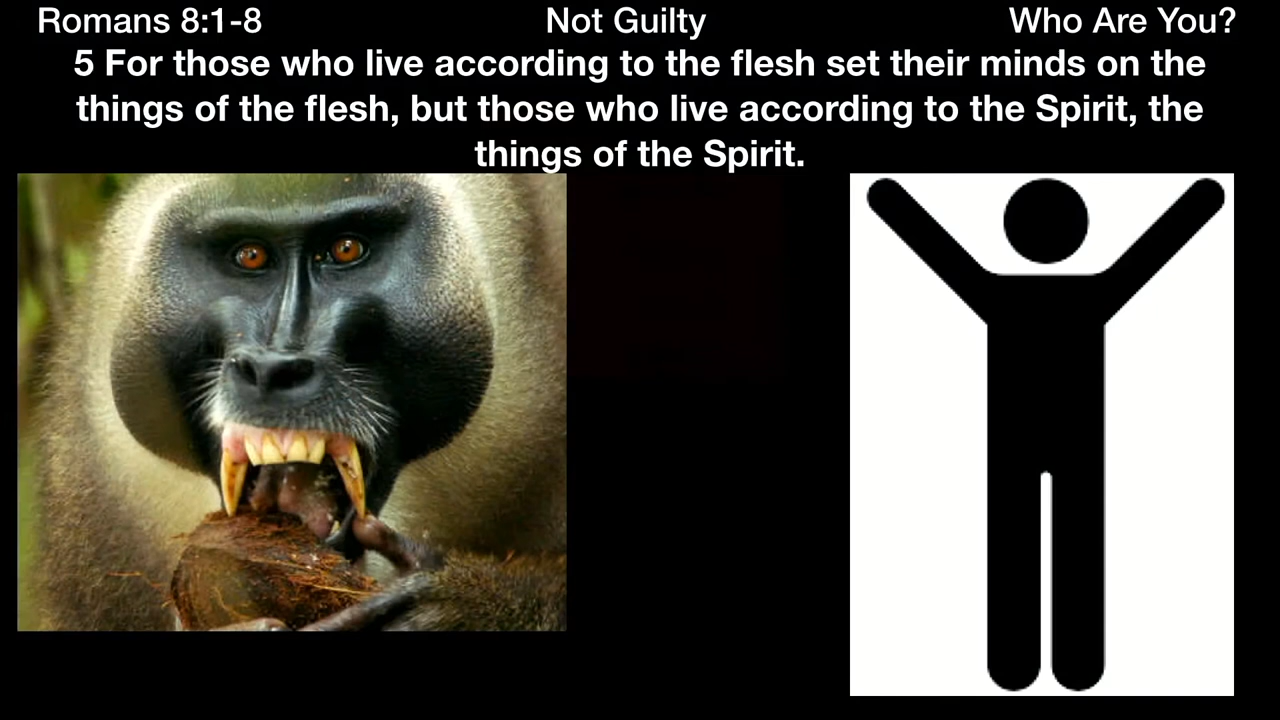 Romans 8:1-8 Not Guilty Who Are You?
5 For those who live according to the flesh set their minds on the
things of the flesh, but those who live according to the Spirit, the
things of the Spirit.